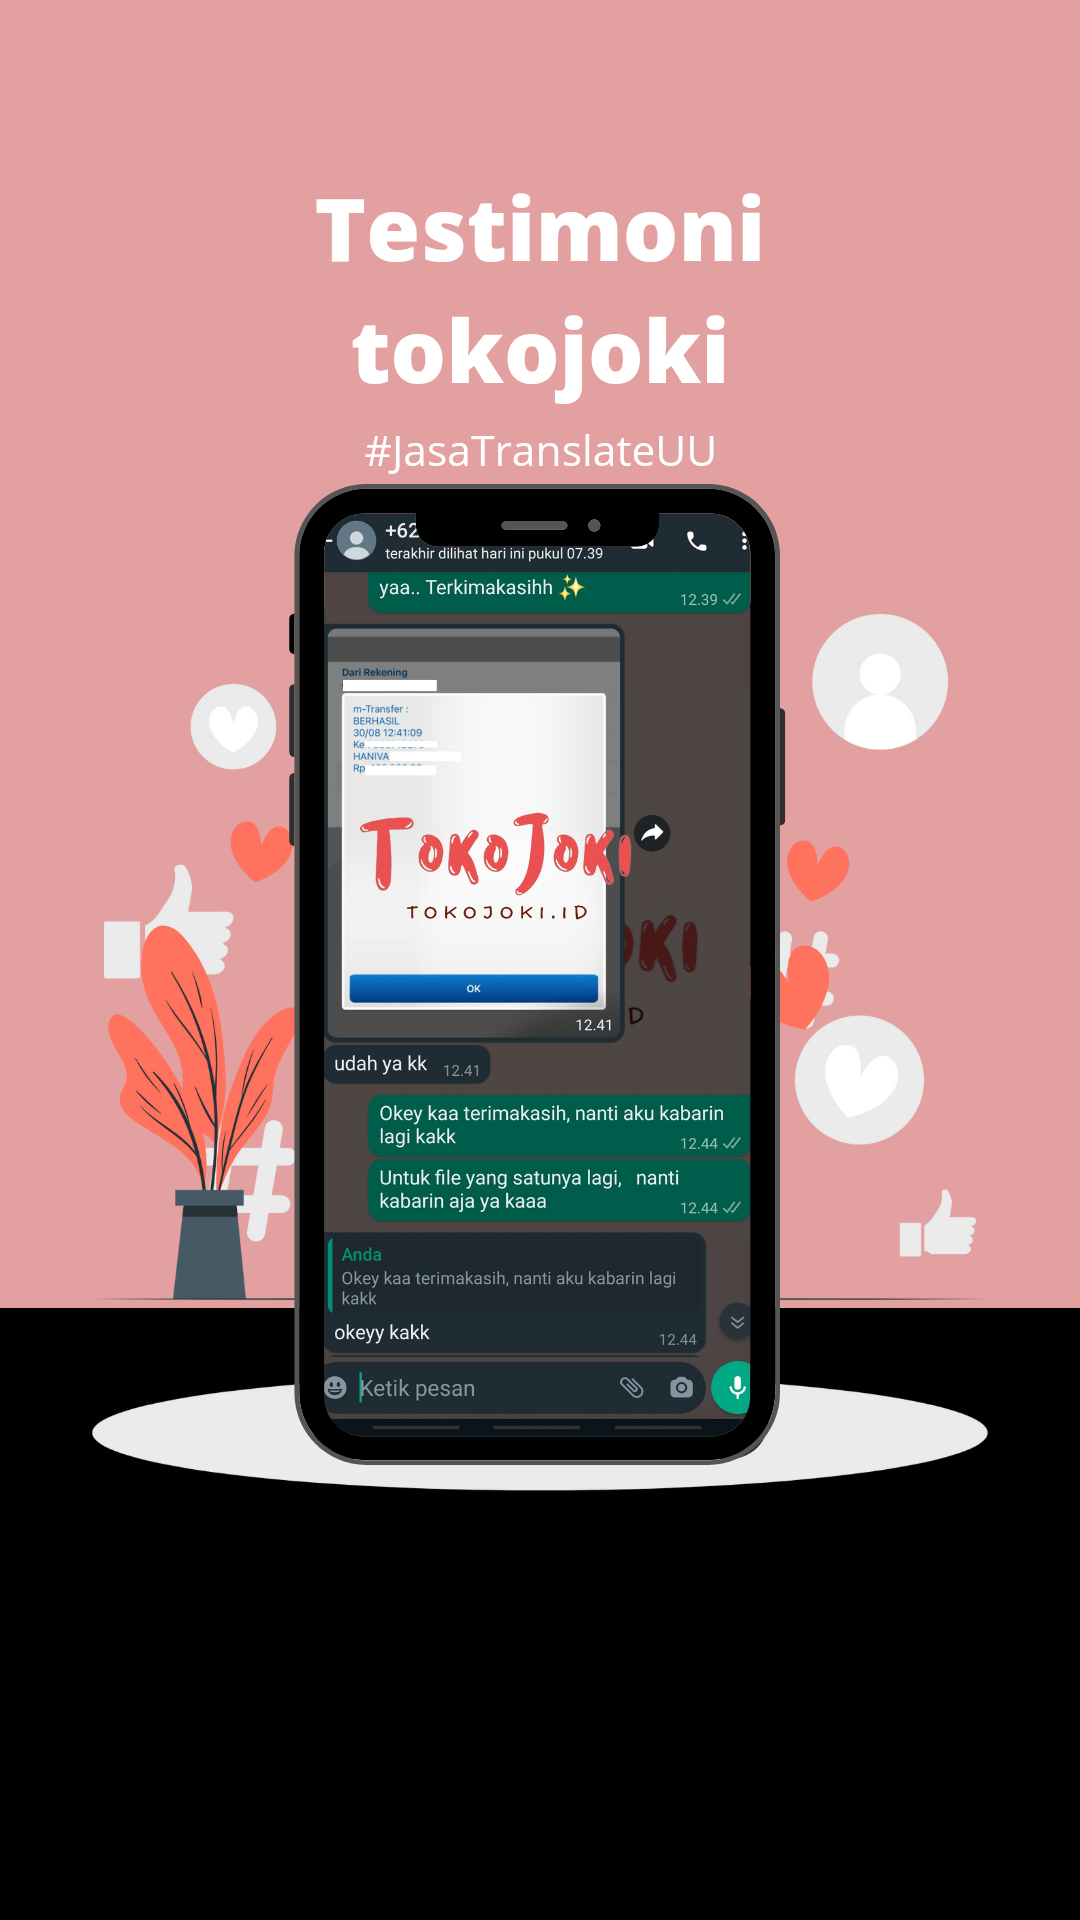 Testimoni
tokojoki
#JasaTranslateUU
+62
terakhir dilihat hari ini pukul 07.39
yaa.. Terkimakasihh ✨
12.39
Dari Rekening
m-Transfer :
BERHASIL
30/08 12:41:09
Ke
HANIVA
Rp
TOKOJOKI
TOKOJOKI.ID
OK
12.41
udah ya kk 12.41
Okey kaa terimakasih, nanti aku kabarin
lagi kakk 12.44
Untuk file yang satunya lagi, nanti
kabarin aja ya kaaa 12.44
Anda
Okey kaa terimakasih, nanti aku kabarin lagi
kakk
okeyy kakk 12.44
Ketik pesan